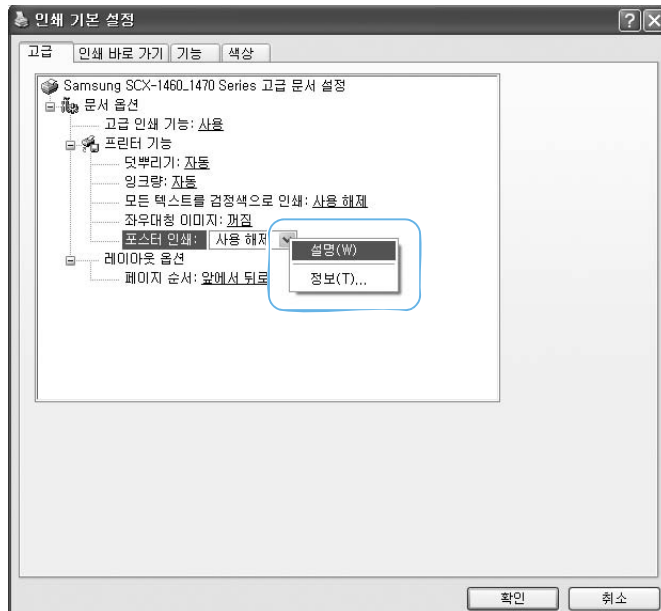 인쇄 기본 설정
고급 인쇄 바로 가기 기능 색상
Samsung SCX-1460_1470 Series 고급 문서 설정
문서 옵션
고급 인쇄 기능: 사용
프린터 기능
덧뿌리기: 자동
잉크량: 자동
모든 텍스트를 검정색으로 인쇄: 사용 해제
좌우대칭 이미지: 꺼짐
포스터 인쇄: 사용 해제
설명(W)
레이아웃 옵션
정보(T)...
페이지 순서: 앞에서 뒤로
확인 취소